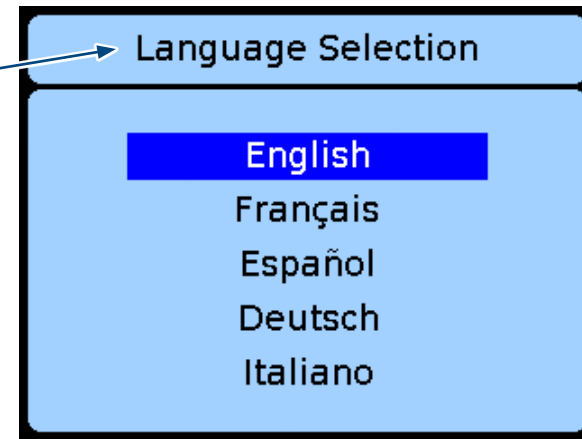 Language Selection
English
Français
Español
Deutsch
Italiano